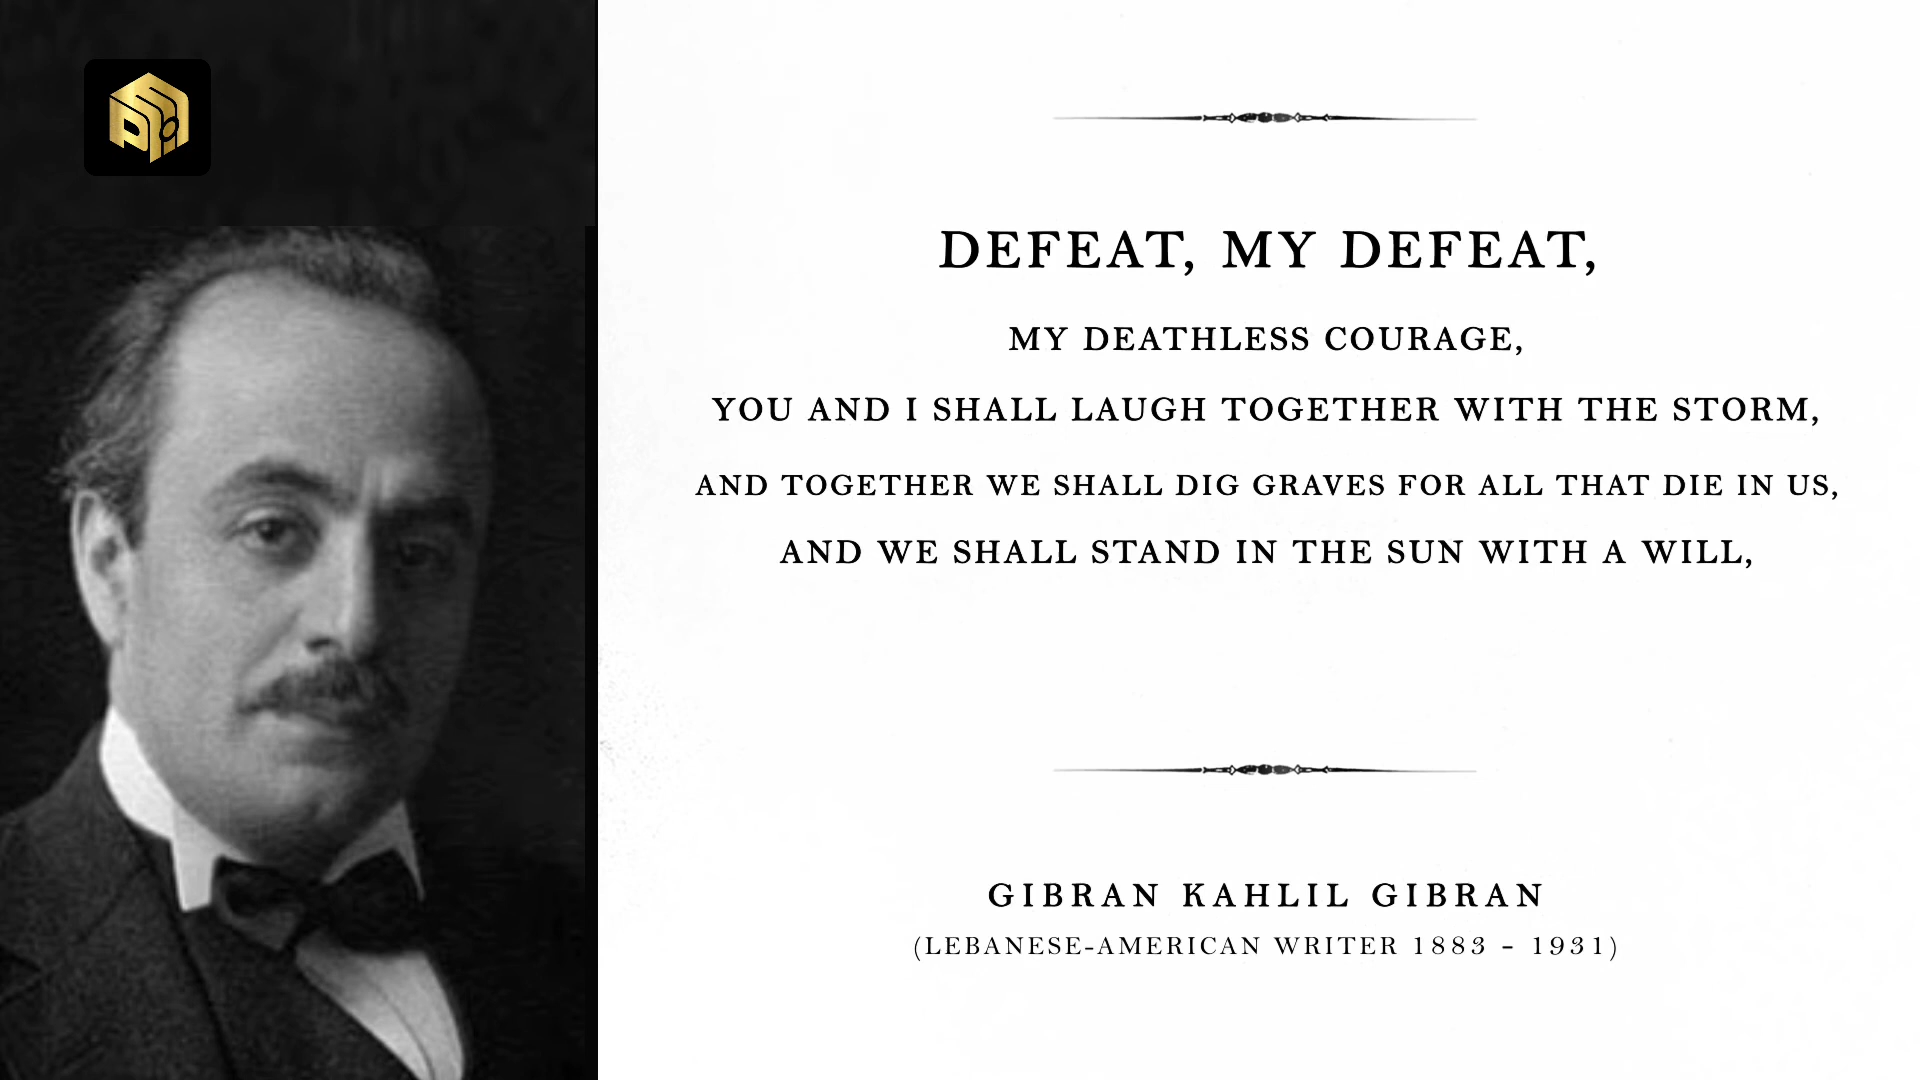 DEFEAT, MY DEFEAT,
MY DEATHLESS COURAGE,
YOU AND I SHALL LAUGH TOGETHER WITH THE STORM,
AND TOGETHER WE SHALL DIG GRAVES FOR ALL THAT DIE IN US,
AND WE SHALL STAND IN THE SUN WITH A WILL,
GIBRAN KAHLIL GIBRAN
(LEBANESE-AMERICAN WRITER 1883 – 1931)